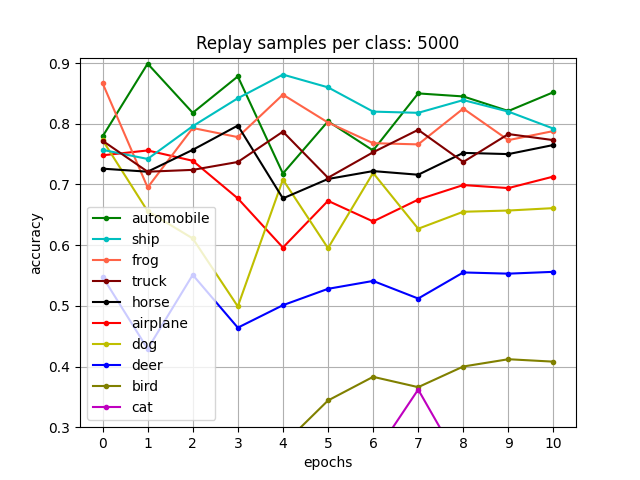 Replay samples per class: 5000
0.9
0.8
0.7
0.6
0.5
0.4
0.3
accuracy
automobile
ship
frog
truck
horse
airplane
dog
deer
bird
cat
0 1 2 3 4 5 6 7 8 9 10
epochs